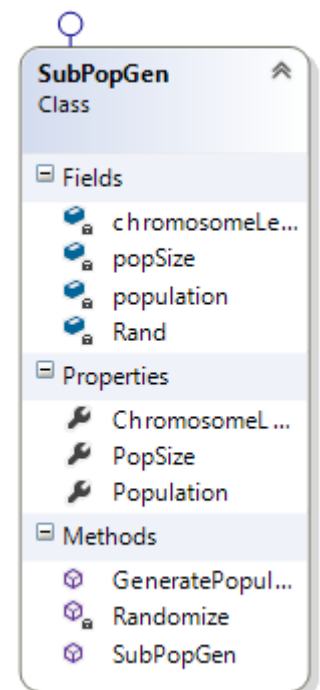 SubPopGen
Class
Fields
chromosomeLe...
popSize
population
Rand
Properties
ChromosomeL...
PopSize
Population
Methods
GeneratePopul...
Randomize
SubPopGen